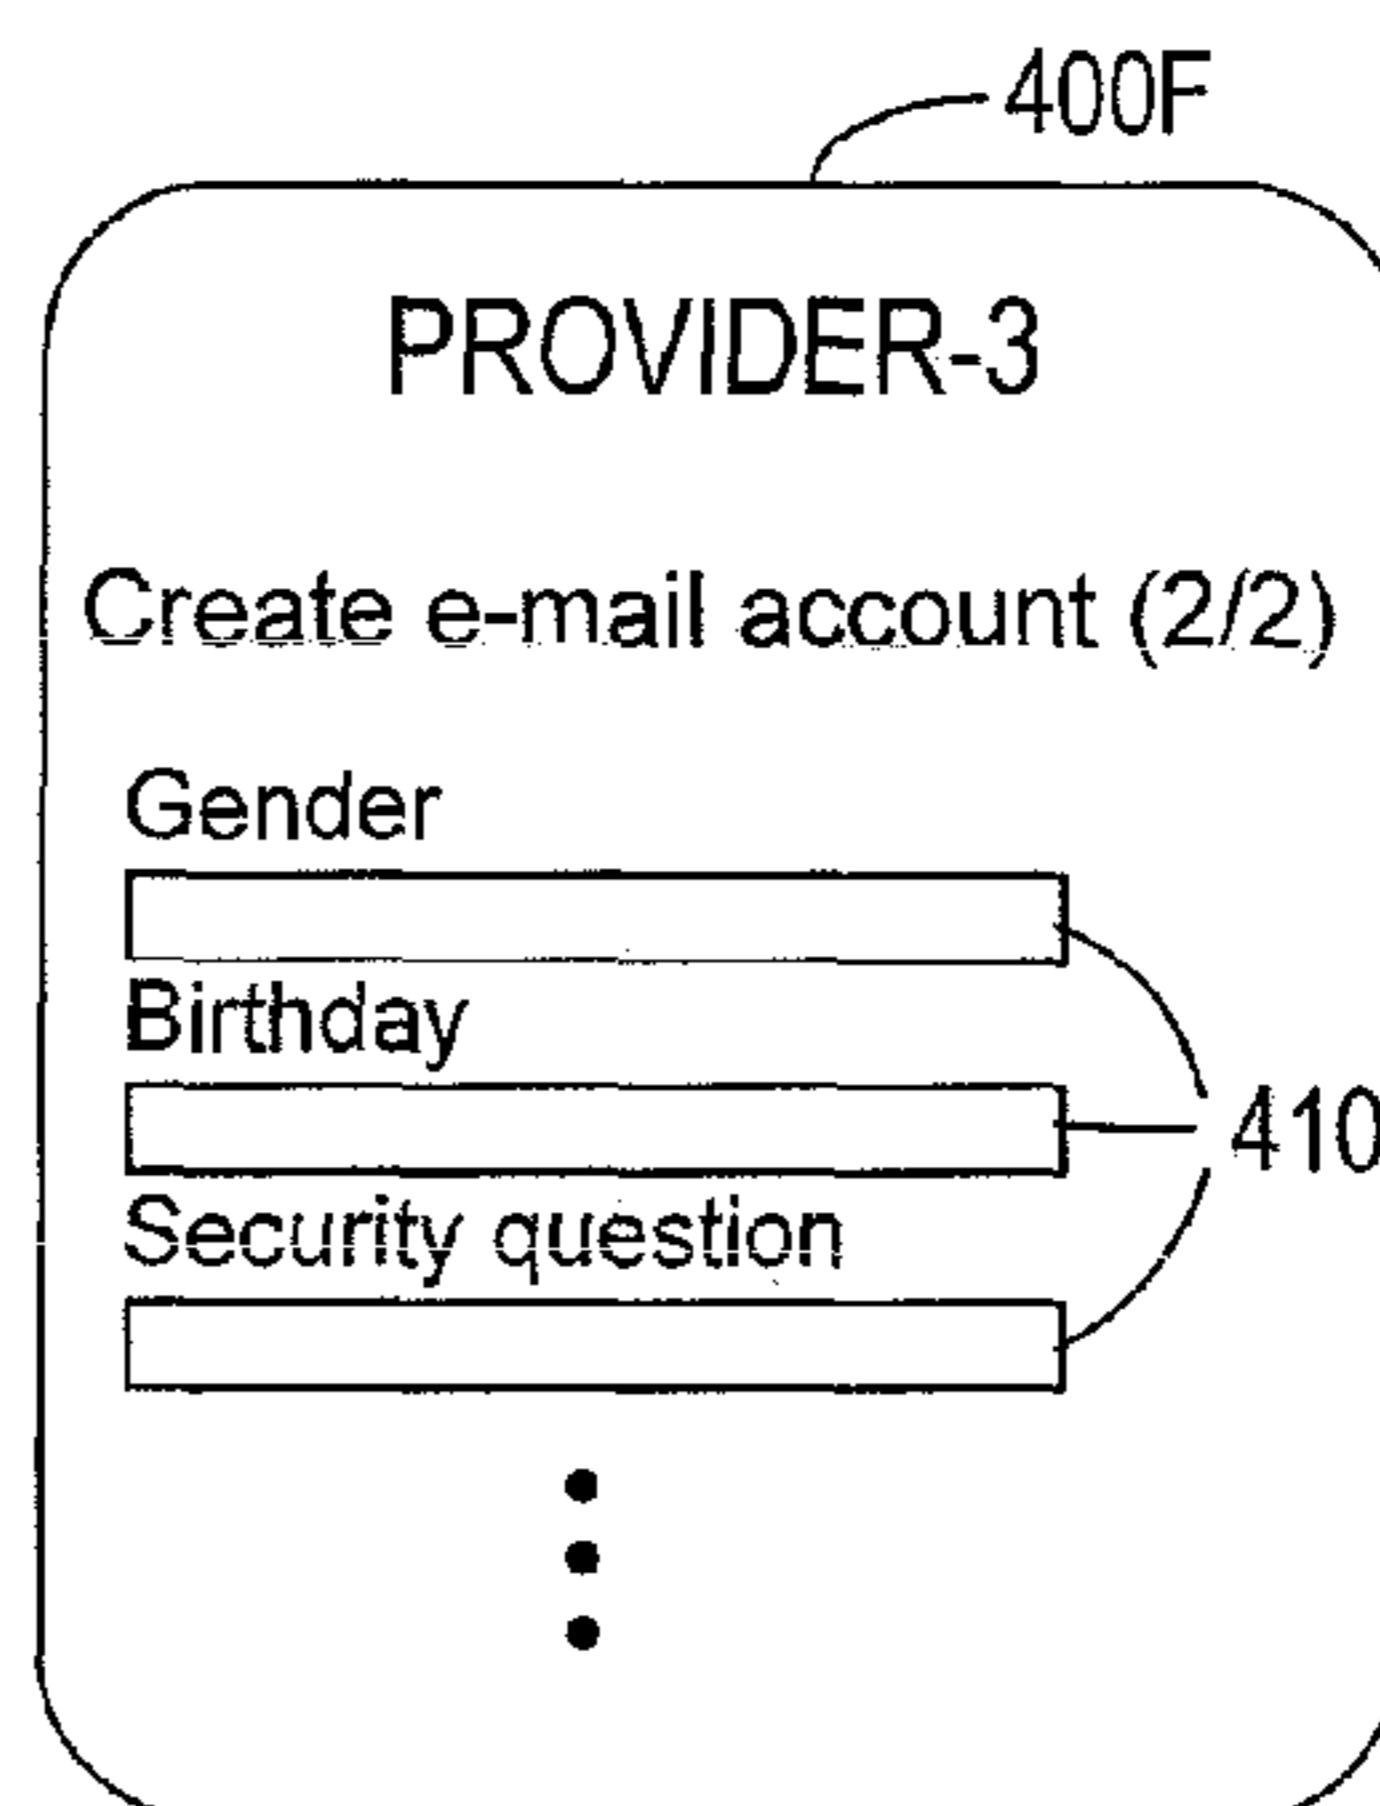 400F
PROVIDER-3
Create e-mail account (2/2)
Gender
Birthday
410
Security question